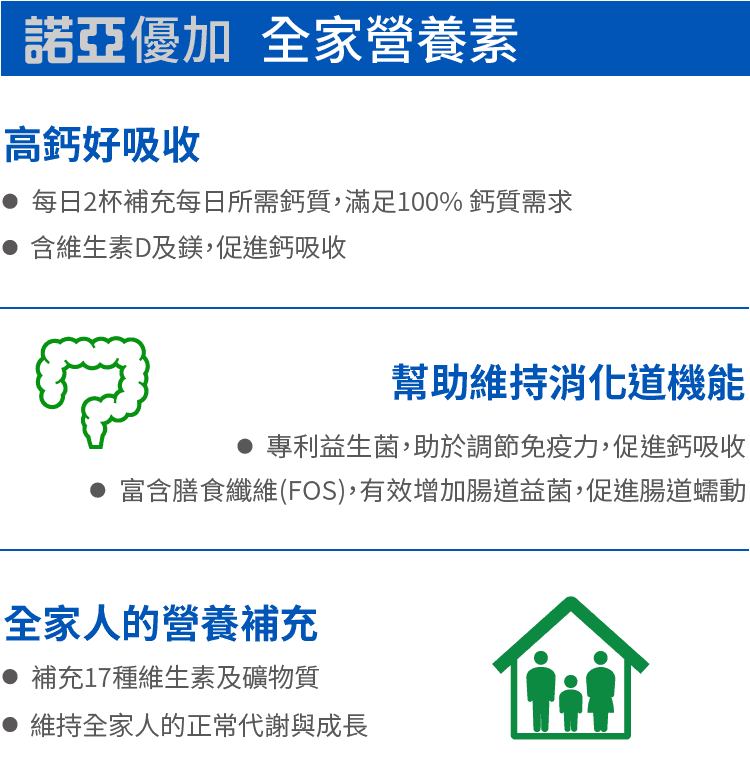 諾亞優加 全家營養素
高鈣好吸收
● 每日2杯補充每日所需鈣質,滿足100% 鈣質需求
● 含維生素D及鎂,促進鈣吸收
幫助維持消化道機能
● 專利益生菌,助於調節免疫力,促進鈣吸收
● 富含膳食纖維(FOS),有效增加腸道益菌,促進腸道蠕動
全家人的營養補充
● 補充17種維生素及礦物質
● 維持全家人的正常代謝與成長